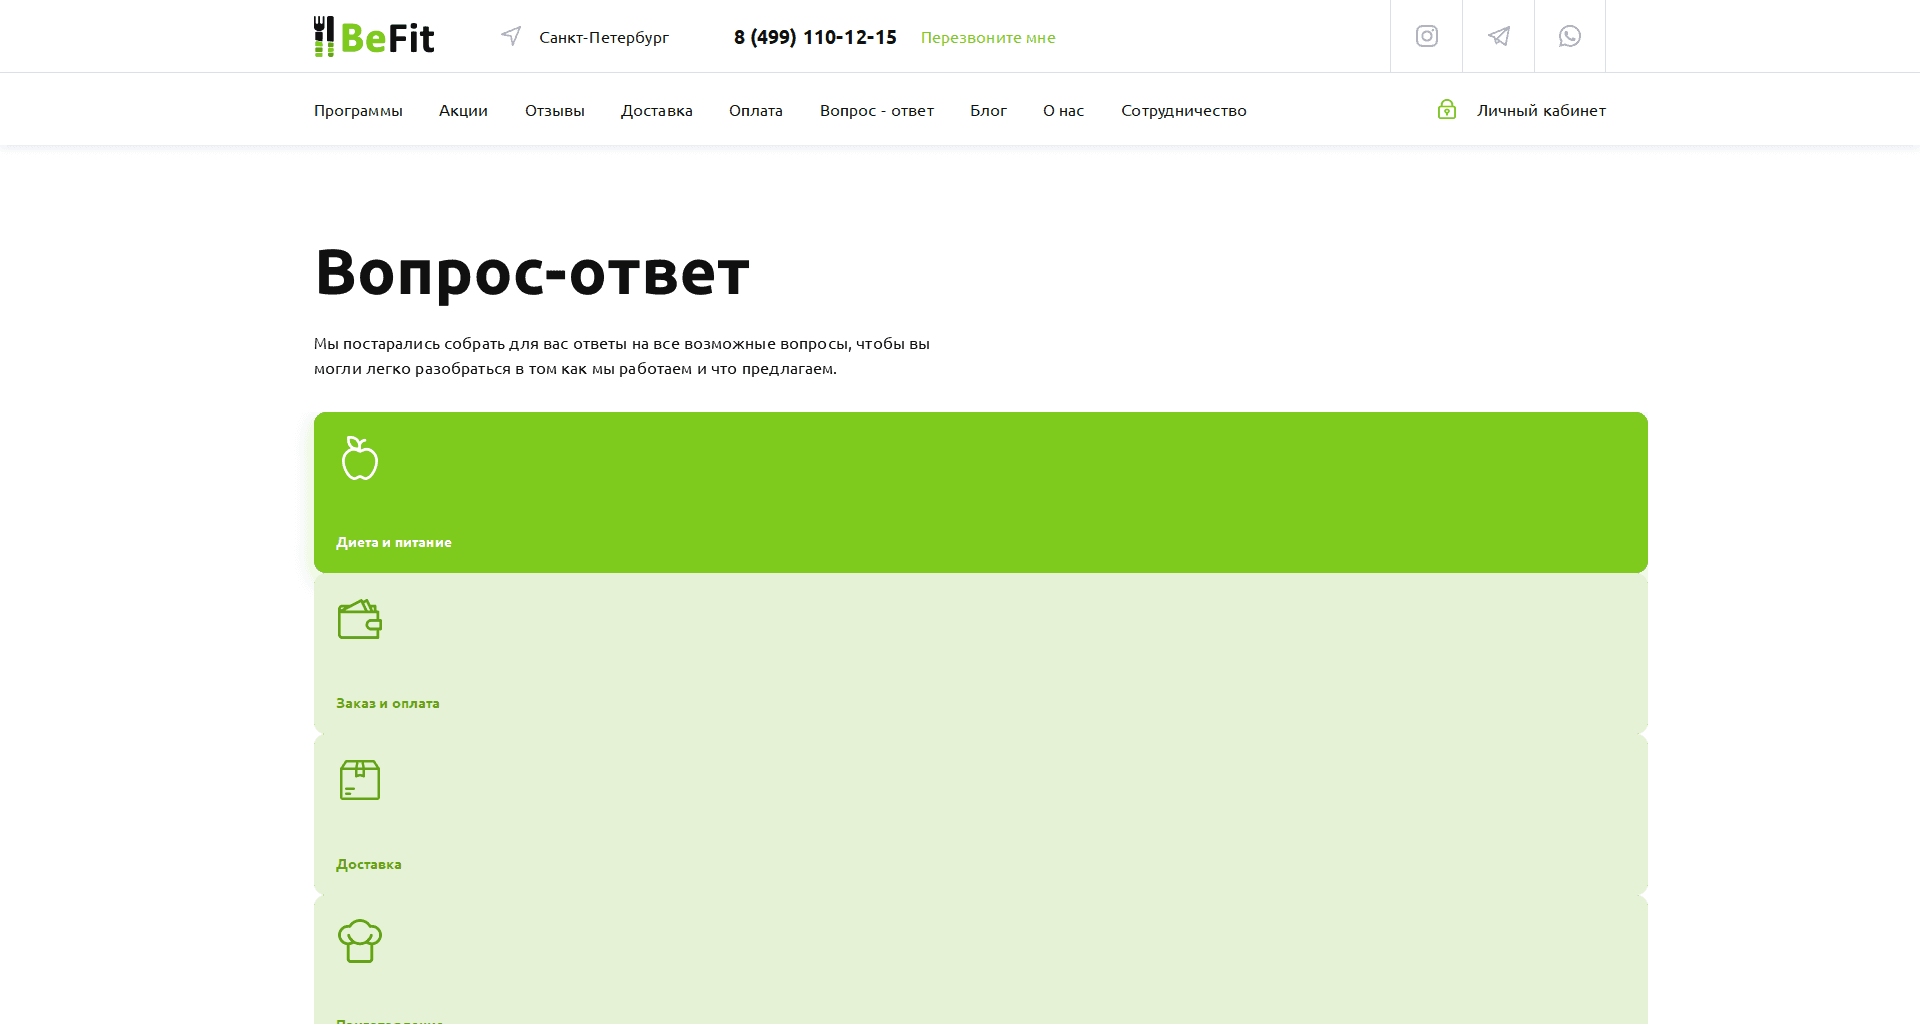 BeFit
Санкт-Петербург
8 (499) 110-12-15
Перезвоните мне
Программы
Акции
Отзывы
Доставка
Оплата
Вопрос - ответ
Блог
О нас
Сотрудничество
Личный кабинет
Вопрос-ответ
Мы постарались собрать для вас ответы на все возможные вопросы, чтобы вы
могли легко разобраться в том как мы работаем и что предлагаем.
Диета и питание
Заказ и оплата
Доставка